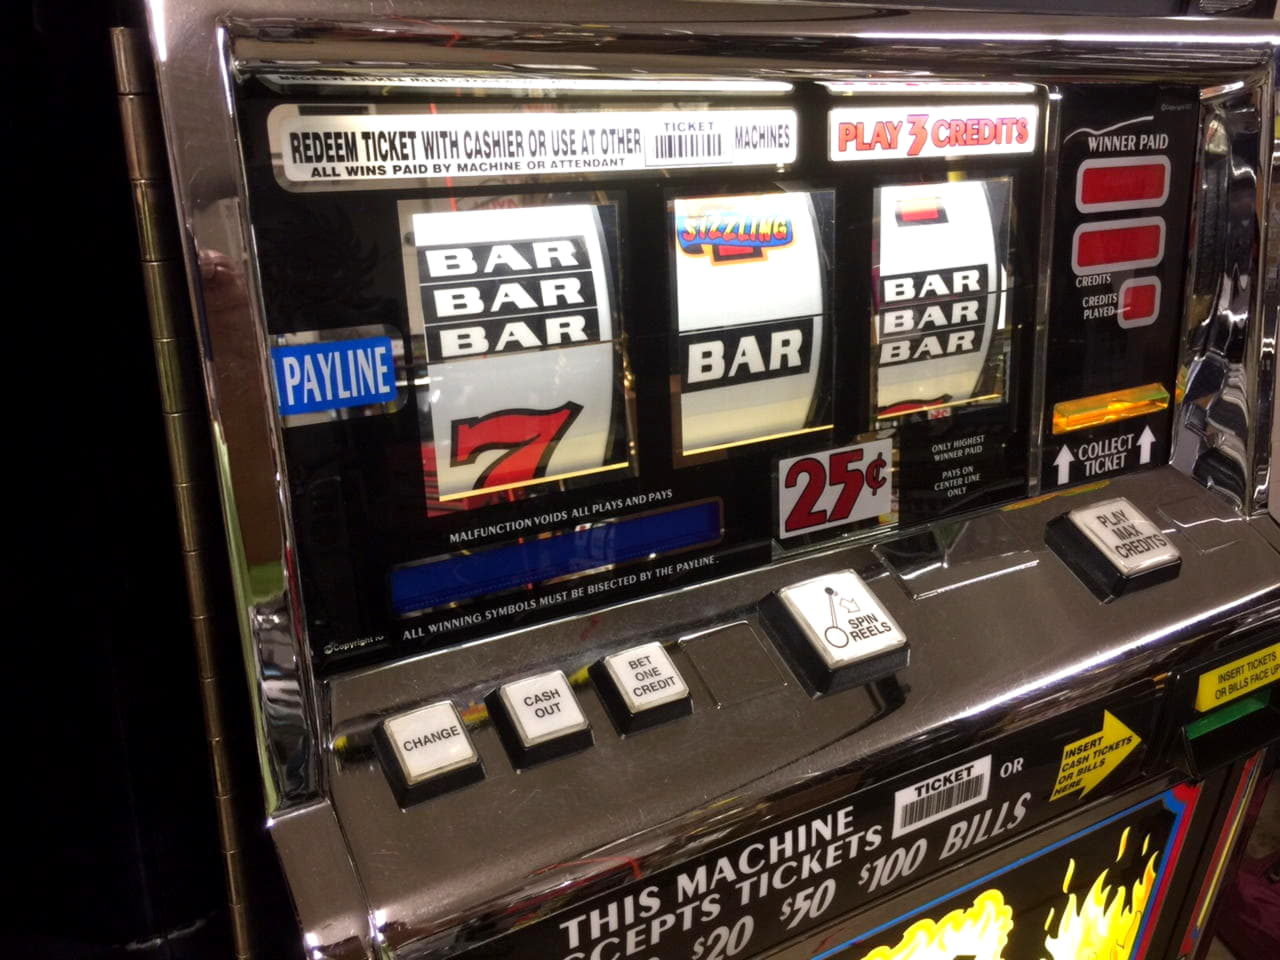 REDEEM TICKET WITH CASHIER OR USE AT OTHER
TICKET
MACHINES
ALL WINS PAID BY MACHINE OR ATTENDANT
PLAY 3 CREDITS
©Copyright
WINNER PAID
CREDITS
CREDITS
PLAYED
COLLECT
TICKET
PAYLINE
BAR
BAR
BAR
7
SIZZLING
BAR
BAR
BAR
BAR
25¢
ONLY HIGHEST
WINNER PAID
PAYS ON
CENTER LINE
ONLY
MALFUNCTION VOIDS ALL PLAYS AND PAYS
ALL WINNING SYMBOLS MUST BE BISECTED BY THE PAYLINE.
©Copyright
CHANGE
CASH
OUT
BET
ONE
CREDIT
SPIN
REELS
PLAY
MAX
CREDITS
INSERT TICKETS
OR BILLS FACE UP
INSERT
CASH TICKETS
OR BILLS
HERE
THIS MACHINE
CCEPTS TICKETS
TICKET
OR
$20 $50 $100 BILLS